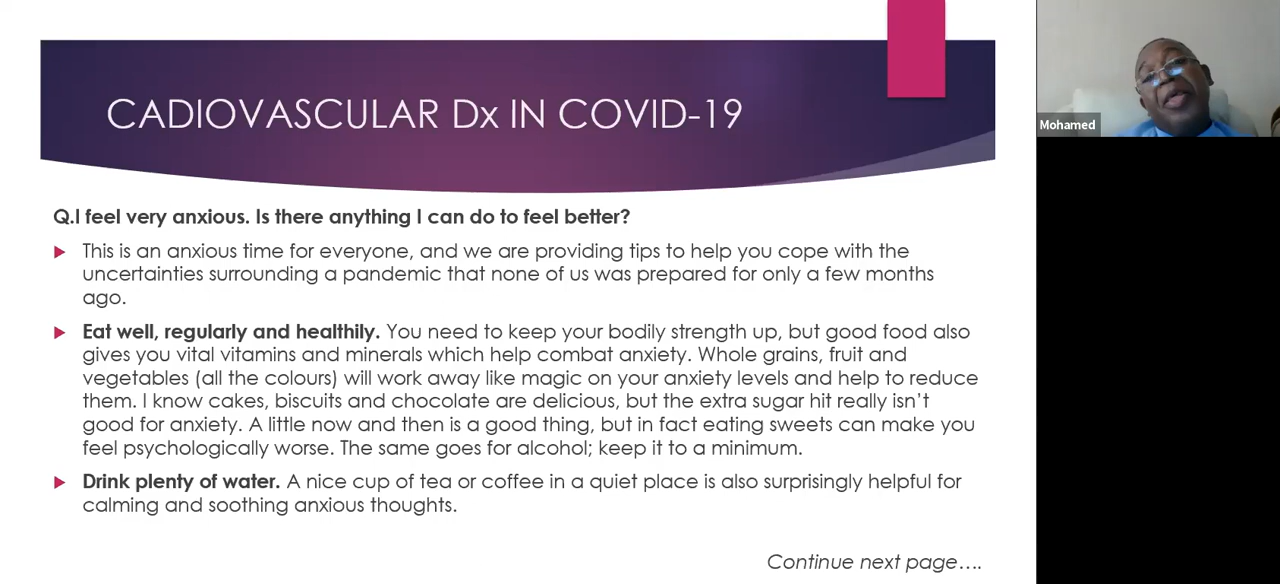 CADIOVASCULAR Dx IN COVID-19
Mohamed
Q.I feel very anxious. Is there anything I can do to feel better?
This is an anxious time for everyone, and we are providing tips to help you cope with the
uncertainties surrounding a pandemic that none of us was prepared for only a few months
ago.
Eat well, regularly and healthily. You need to keep your bodily strength up, but good food also
gives you vital vitamins and minerals which help combat anxiety. Whole grains, fruit and
vegetables (all the colours) will work away like magic on your anxiety levels and help to reduce
them. I know cakes, biscuits and chocolate are delicious, but the extra sugar hit really isn't
good for anxiety. A little now and then is a good thing, but in fact eating sweets can make you
feel psychologically worse. The same goes for alcohol; keep it to a minimum.
Drink plenty of water. A nice cup of tea or coffee in a quiet place is also surprisingly helpful for
calming and soothing anxious thoughts.
Continue next page….